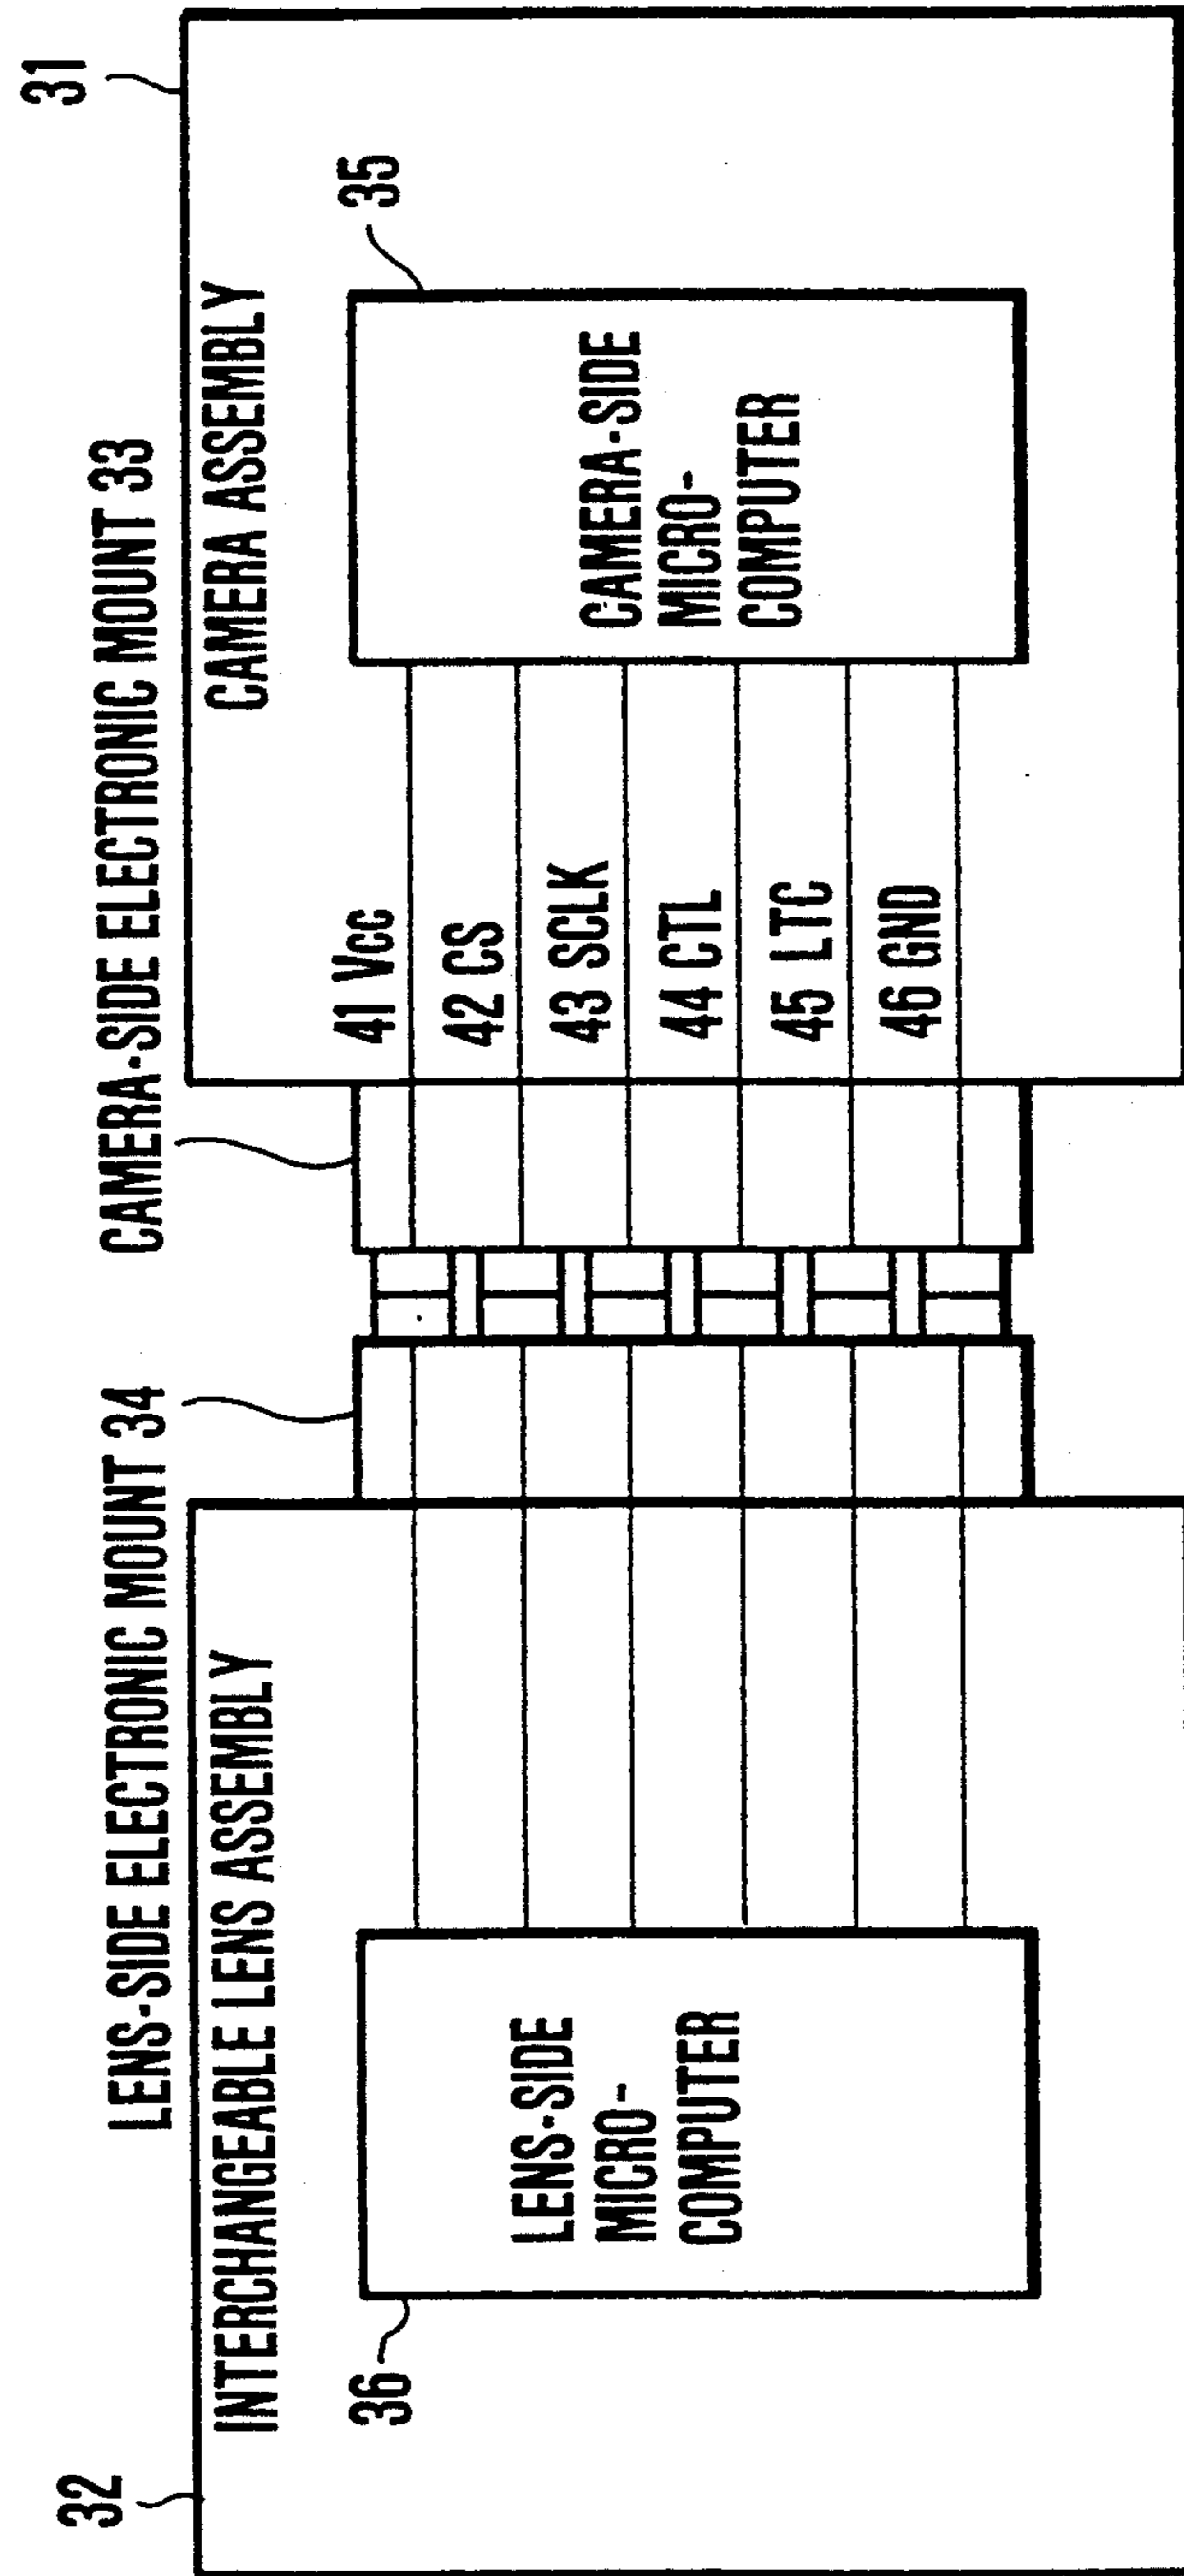 LENS-SIDE ELECTRONIC MOUNT 34
CAMERA-SIDE ELECTRONIC MOUNT 33
32
31
INTERCHANGEABLE LENS ASSEMBLY
CAMERA ASSEMBLY
36
35
LENS-SIDE
MICRO-
COMPUTER
41 Vcc
42 CS
43 SCLK
44 CTL
45 LTC
46 GND
CAMERA-SIDE
MICRO-
COMPUTER